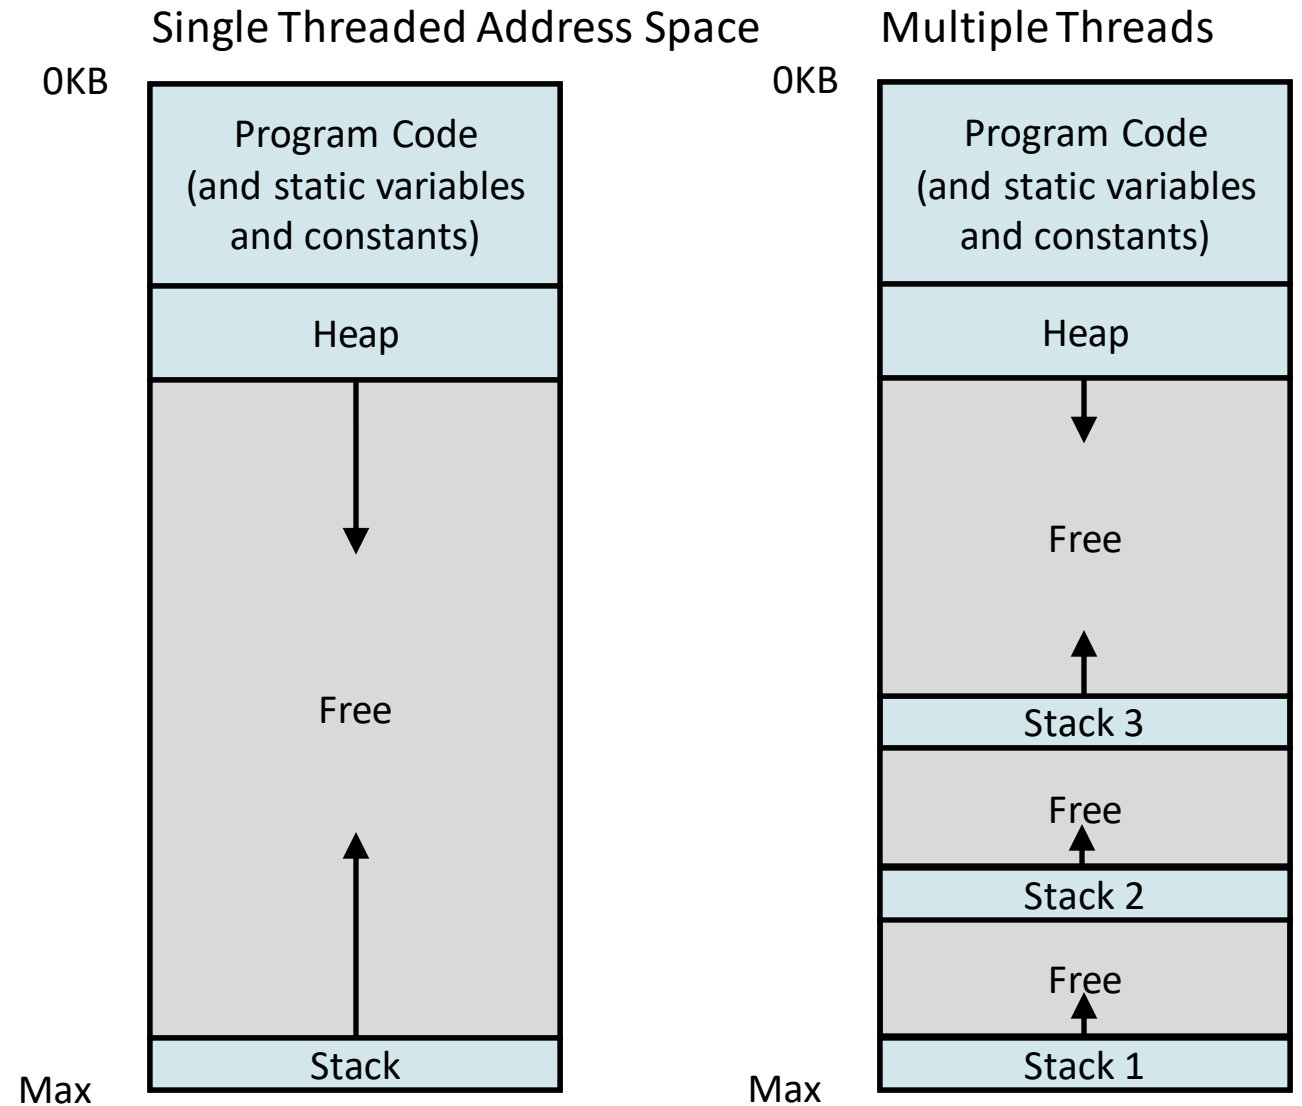 Single Threaded Address Space
0KB
Program Code
(and static variables
and constants)
Heap
Free
Stack
Max
Multiple Threads
0KB
Program Code
(and static variables
and constants)
Heap
Free
Stack 3
Free
Stack 2
Free
Stack 1
Max